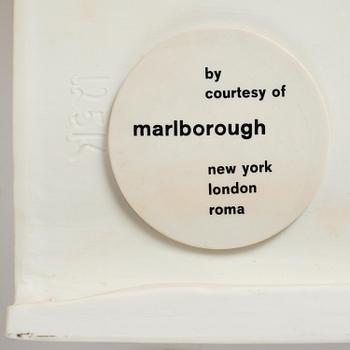 by
courtesy of
marlborough
new york
london
roma